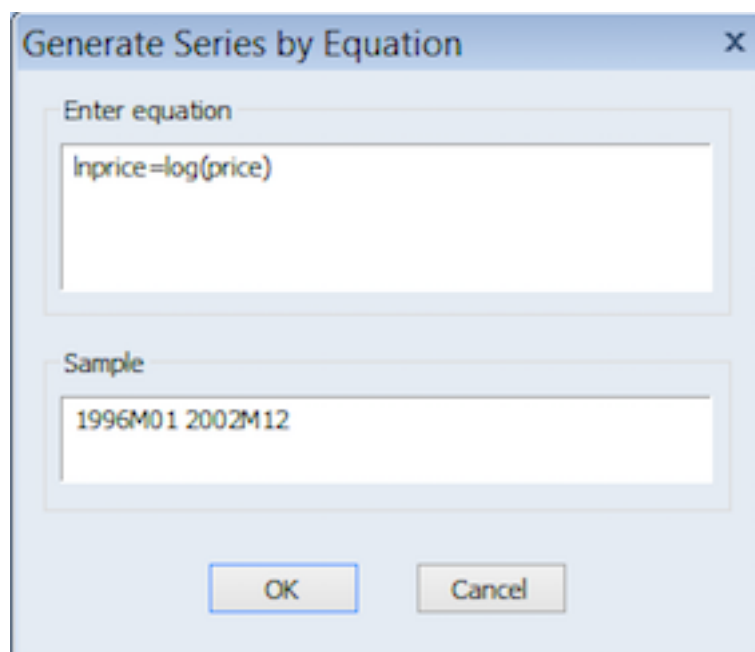 Generate Series by Equation
Enter equation
lnprice=log(price)
Sample
1996M01 2002M12
OK
Cancel